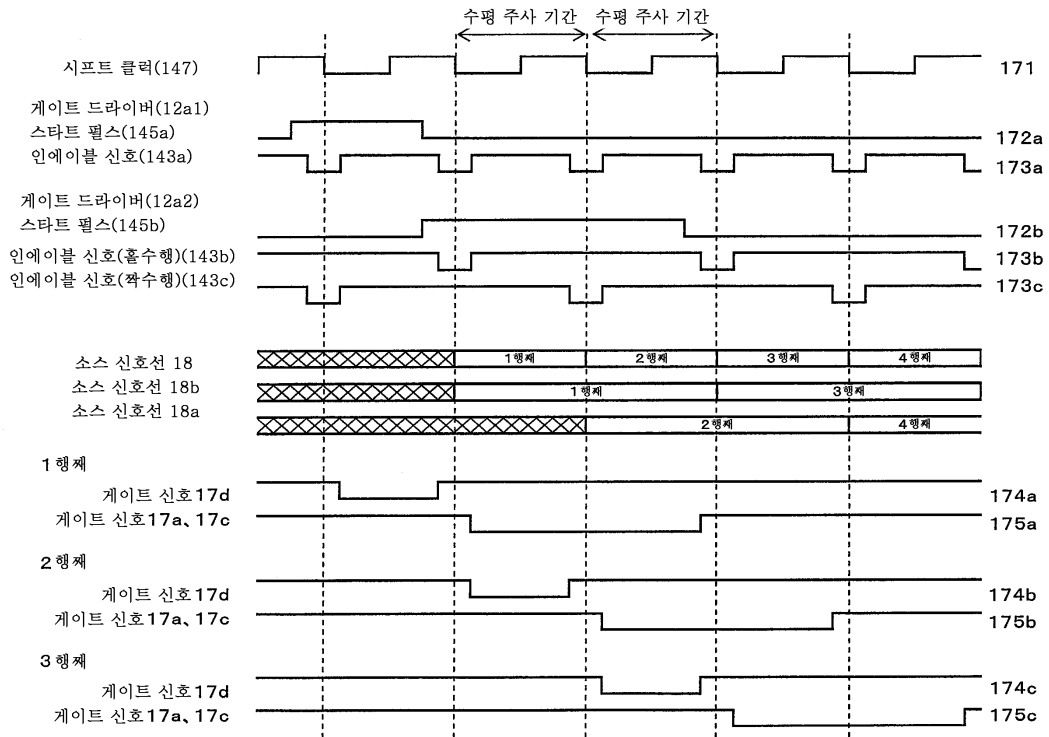 수평 주사 기간 수평 주사 기간
시프트 클럭(147) 171
게이트 드라이버(12a1)
스타트 펄스(145a) 172a
인에이블 신호(143a) 173a
게이트 드라이버(12a2)
스타트 펄스(145b) 172b
인에이블 신호(홀수행)(143b) 173b
인에이블 신호(짝수행)(143c) 173c
소스 신호선 18 1행째 2행째 3행째 4행째
소스 신호선 18b 1행째 3행째
소스 신호선 18a 2행째 4행째
1행째
게이트 신호17d 174a
게이트 신호17a、17c 175a
2행째
게이트 신호17d 174b
게이트 신호17a、17c 175b
3행째
게이트 신호17d 174c
게이트 신호17a、17c 175c